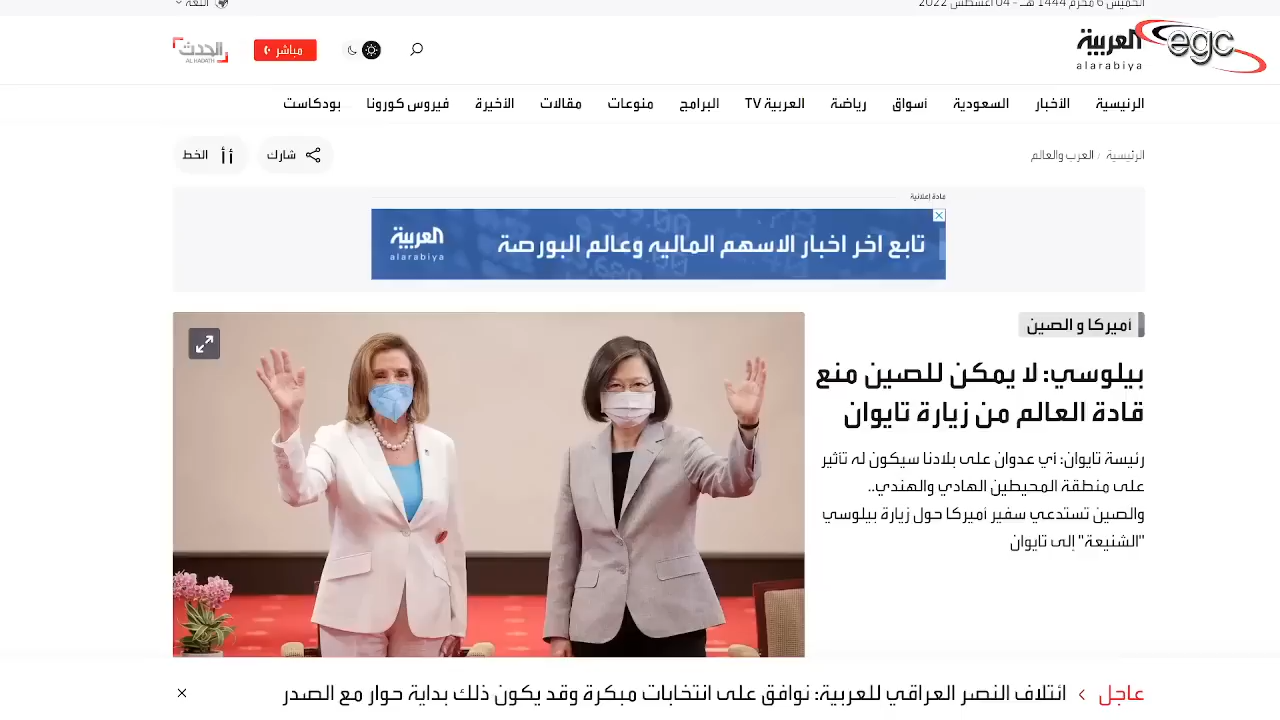 الخميس 6 محرم 1444 هـ - 04 أغسطس 2022
اللغة
egc
العربية
alarabiya
مباشر
الحدث
AL HADATH
الرئيسية الأخبار السعودية أسواق رياضة العربية TV البرامج منوعات مقالات الأخيرة فيروس كورونا بودكاست
الرئيسية / العرب والعالم
شارك
أأ الخط
مادة إعلانية
تابع اخر اخبار الاسهم الماليه وعالم البورصة
العربية
alarabiya
أميركا و الصين
بيلوسي: لا يمكن للصين منع
قادة العالم من زيارة تايوان
رئيسة تايوان: أي عدوان على بلادنا سيكون له تأثير
على منطقة المحيطين الهادي والهندي..
والصين تستدعي سفير أميركا حول زيارة بيلوسي
"الشنيعة" إلى تايوان
عاجل › ائتلاف النصر العراقي للعربية: نوافق على انتخابات مبكرة وقد يكون ذلك بداية حوار مع الصدر